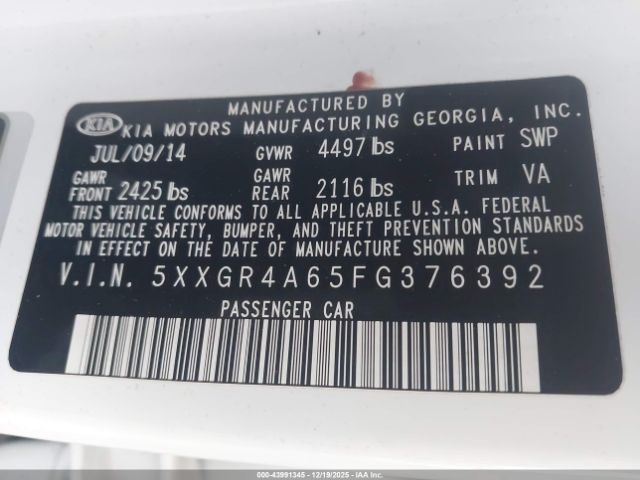 MANUFACTURED BY
KIA KIA MOTORS MANUFACTURING GEORGIA, INC.
JUL/09/14 GVWR 4497 lbs PAINT SWP
GAWR FRONT 2425 lbs GAWR REAR 2116 lbs TRIM VA
THIS VEHICLE CONFORMS TO ALL APPLICABLE U.S.A. FEDERAL
MOTOR VEHICLE SAFETY, BUMPER, AND THEFT PREVENTION STANDARDS
IN EFFECT ON THE DATE OF MANUFACTURE SHOWN ABOVE.
V.I.N. 5XXGR4A65FG376392
PASSENGER CAR
000-43991345 - 12/19/2025 - IAA Inc.